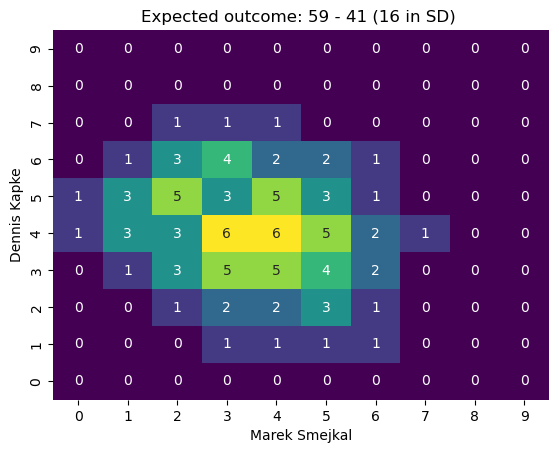 Expected outcome: 59 - 41 (16 in SD)
9 0 0 0 0 0 0 0 0 0 0
8 0 0 0 0 0 0 0 0 0 0
7 0 0 1 1 1 0 0 0 0 0
6 0 1 3 4 2 2 1 0 0 0
5 1 3 5 3 5 3 1 0 0 0
4 1 3 3 6 6 5 2 1 0 0
3 0 1 3 5 5 4 2 0 0 0
2 0 0 1 2 2 3 1 0 0 0
1 0 0 0 1 1 1 1 0 0 0
0 0 0 0 0 0 0 0 0 0 0
0 1 2 3 4 5 6 7 8 9
Dennis Kapke
Marek Smejkal